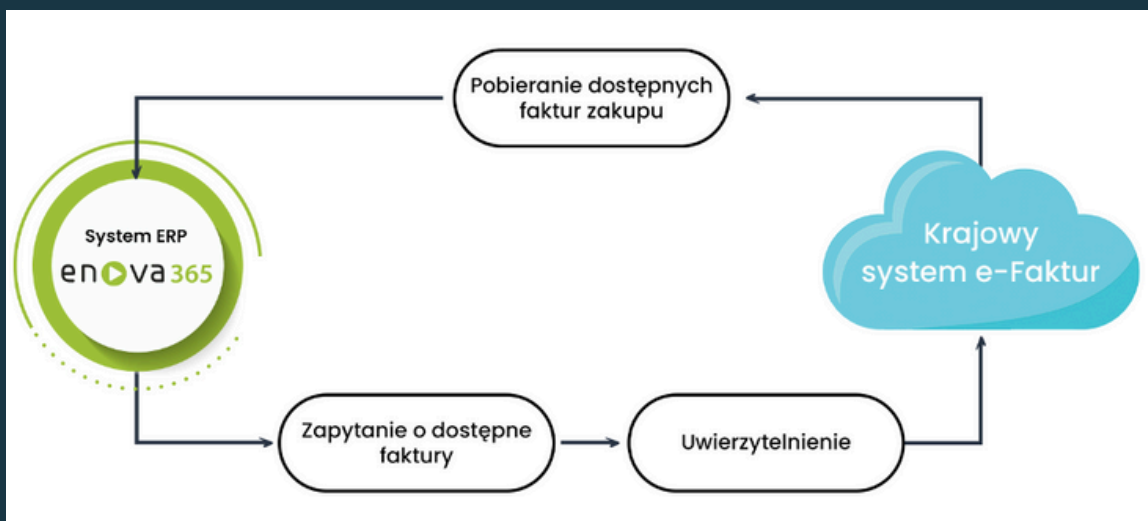 Pobieranie dostępnych
faktur zakupu
System ERP
enova365
Krajowy
system e-Faktur
Zapytanie o dostępne
faktury
Uwierzytelnienie